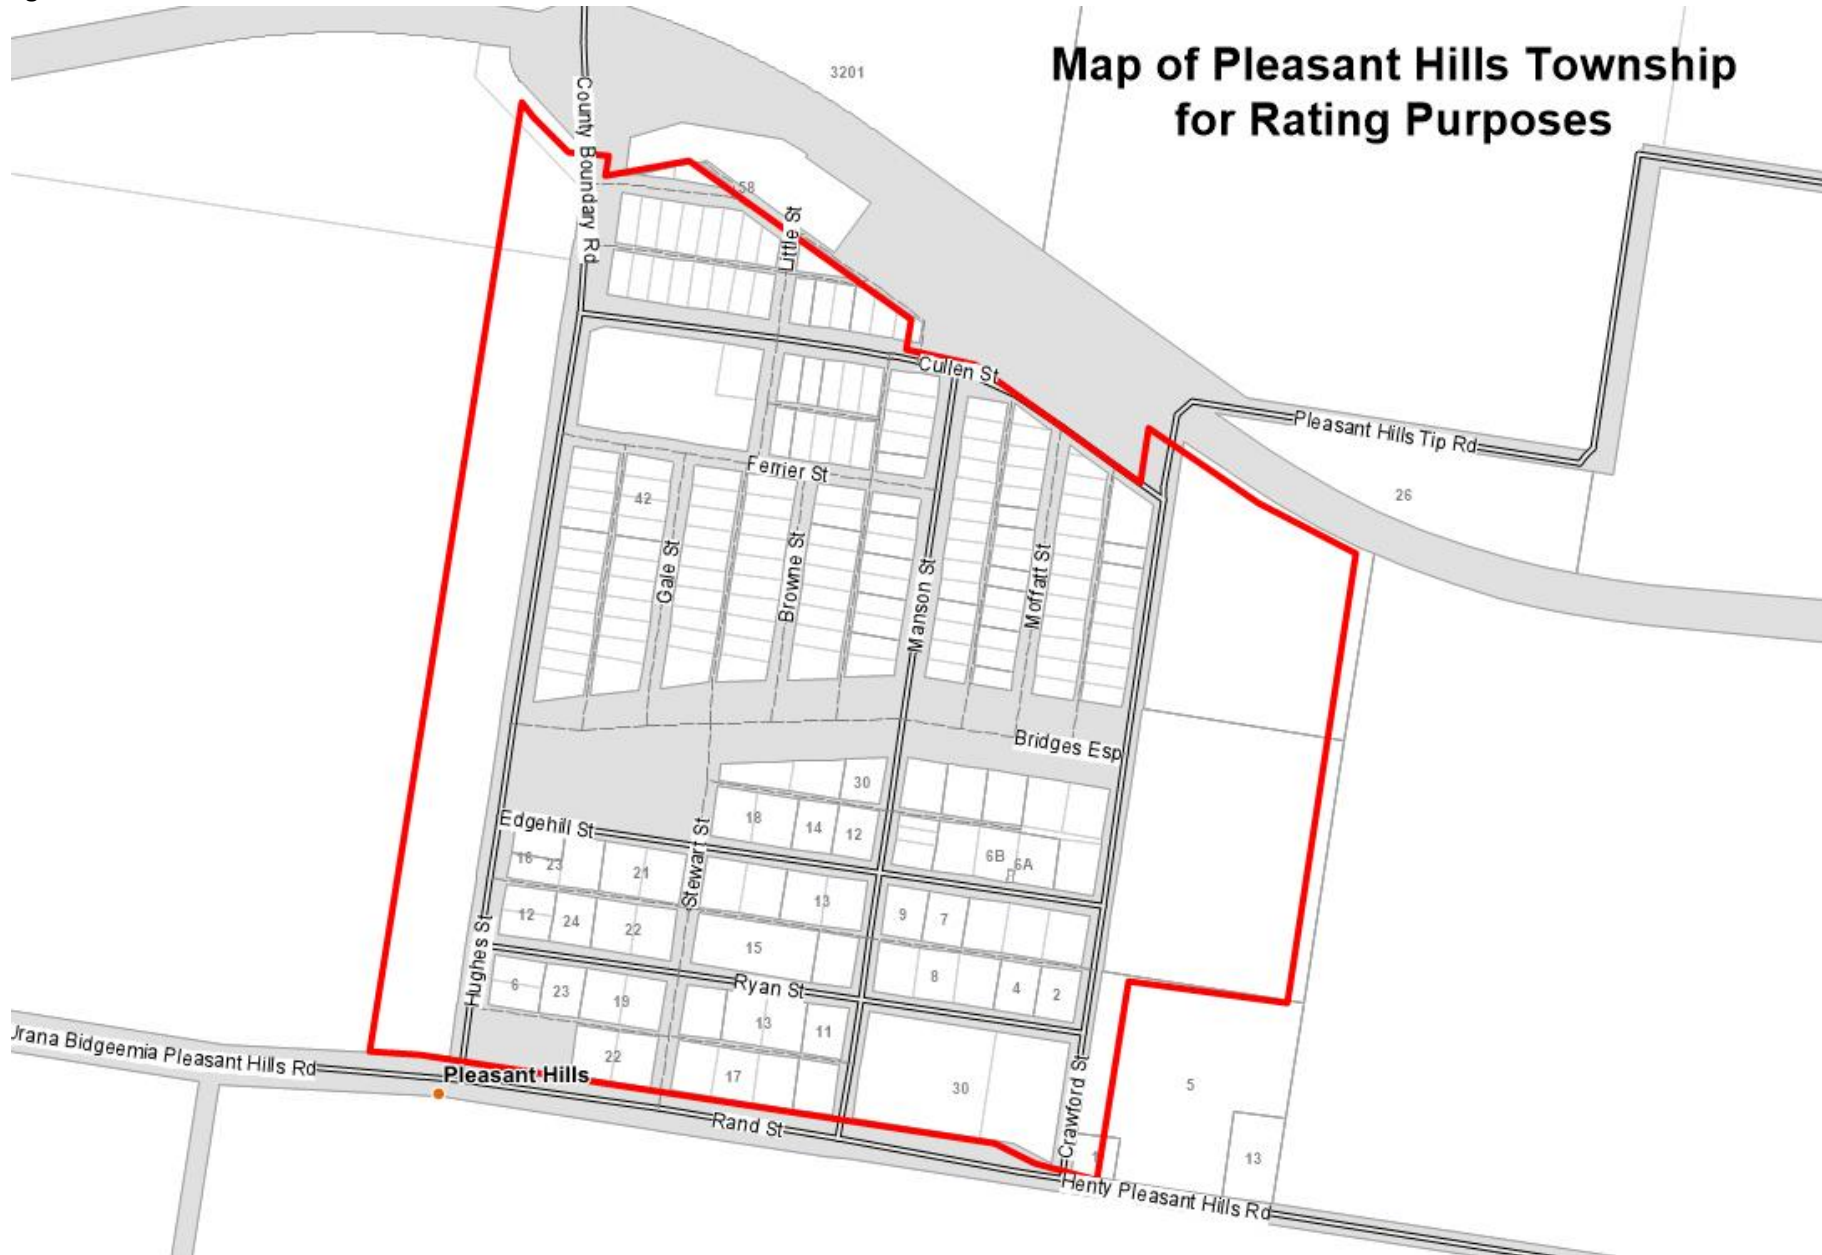 Map of Pleasant Hills Township
for Rating Purposes
3201
County Boundary Rd
58
Little St
Cullen St
Pleasant Hills Tip Rd
26
Ferrier St
42
Gale St
Browne St
Manson St
Moffatt St
Bridges Esp
30
18
14
12
6B
6A
Edgehill St
Stewart St
16
23
21
13
9
7
12
24
22
15
8
4
2
Hughes St
Ryan St
6
23
19
13
11
22
17
30
Crawford St
5
13
Urana Bidgeemia Pleasant Hills Rd
Pleasant Hills
Rand St
Henty Pleasant Hills Rd